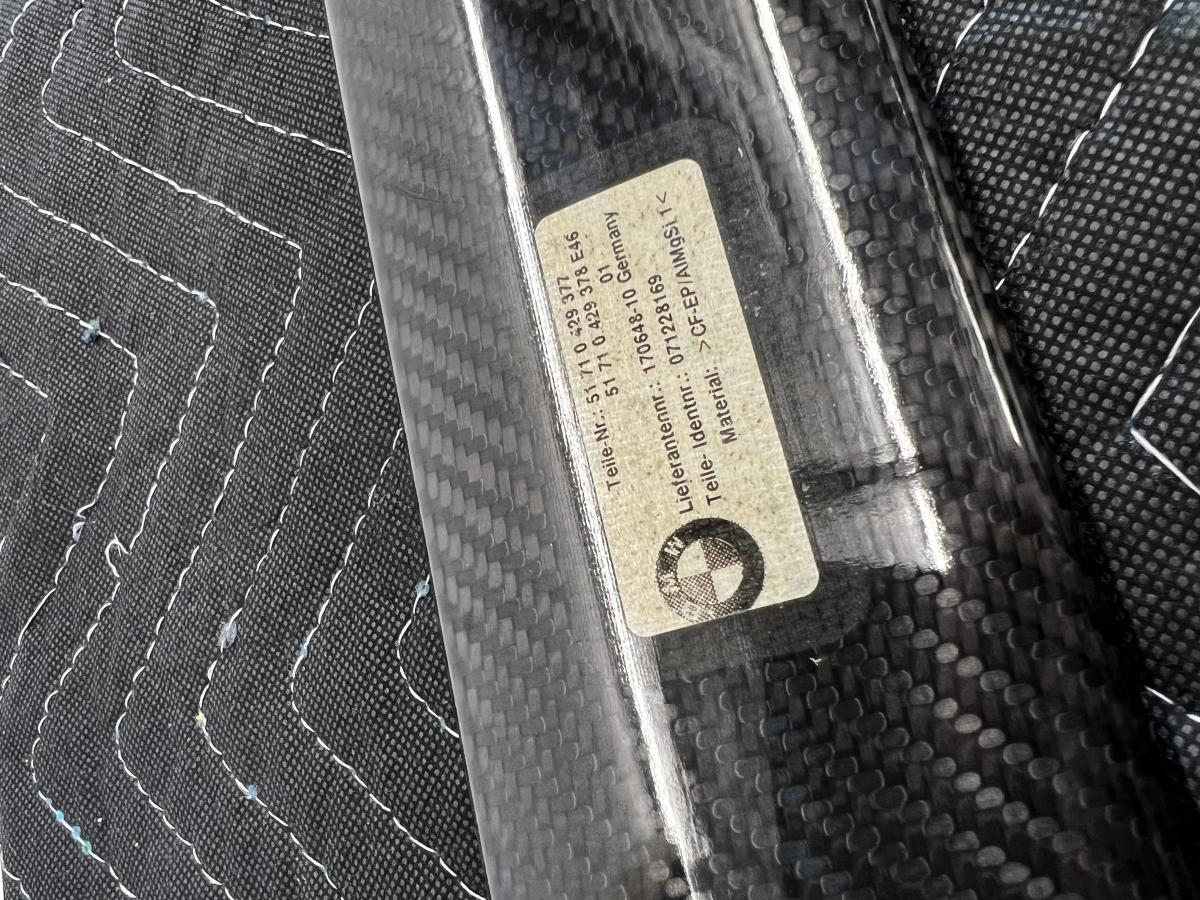 Teile-Nr.: 51 71 0 429 377
51 71 0 429 378 E46
01
Lieferantennr.: 170648-10 Germany
Teile- Identnr.: 071228169
Material: >CF-EP/AlMgSi 1<
BMW